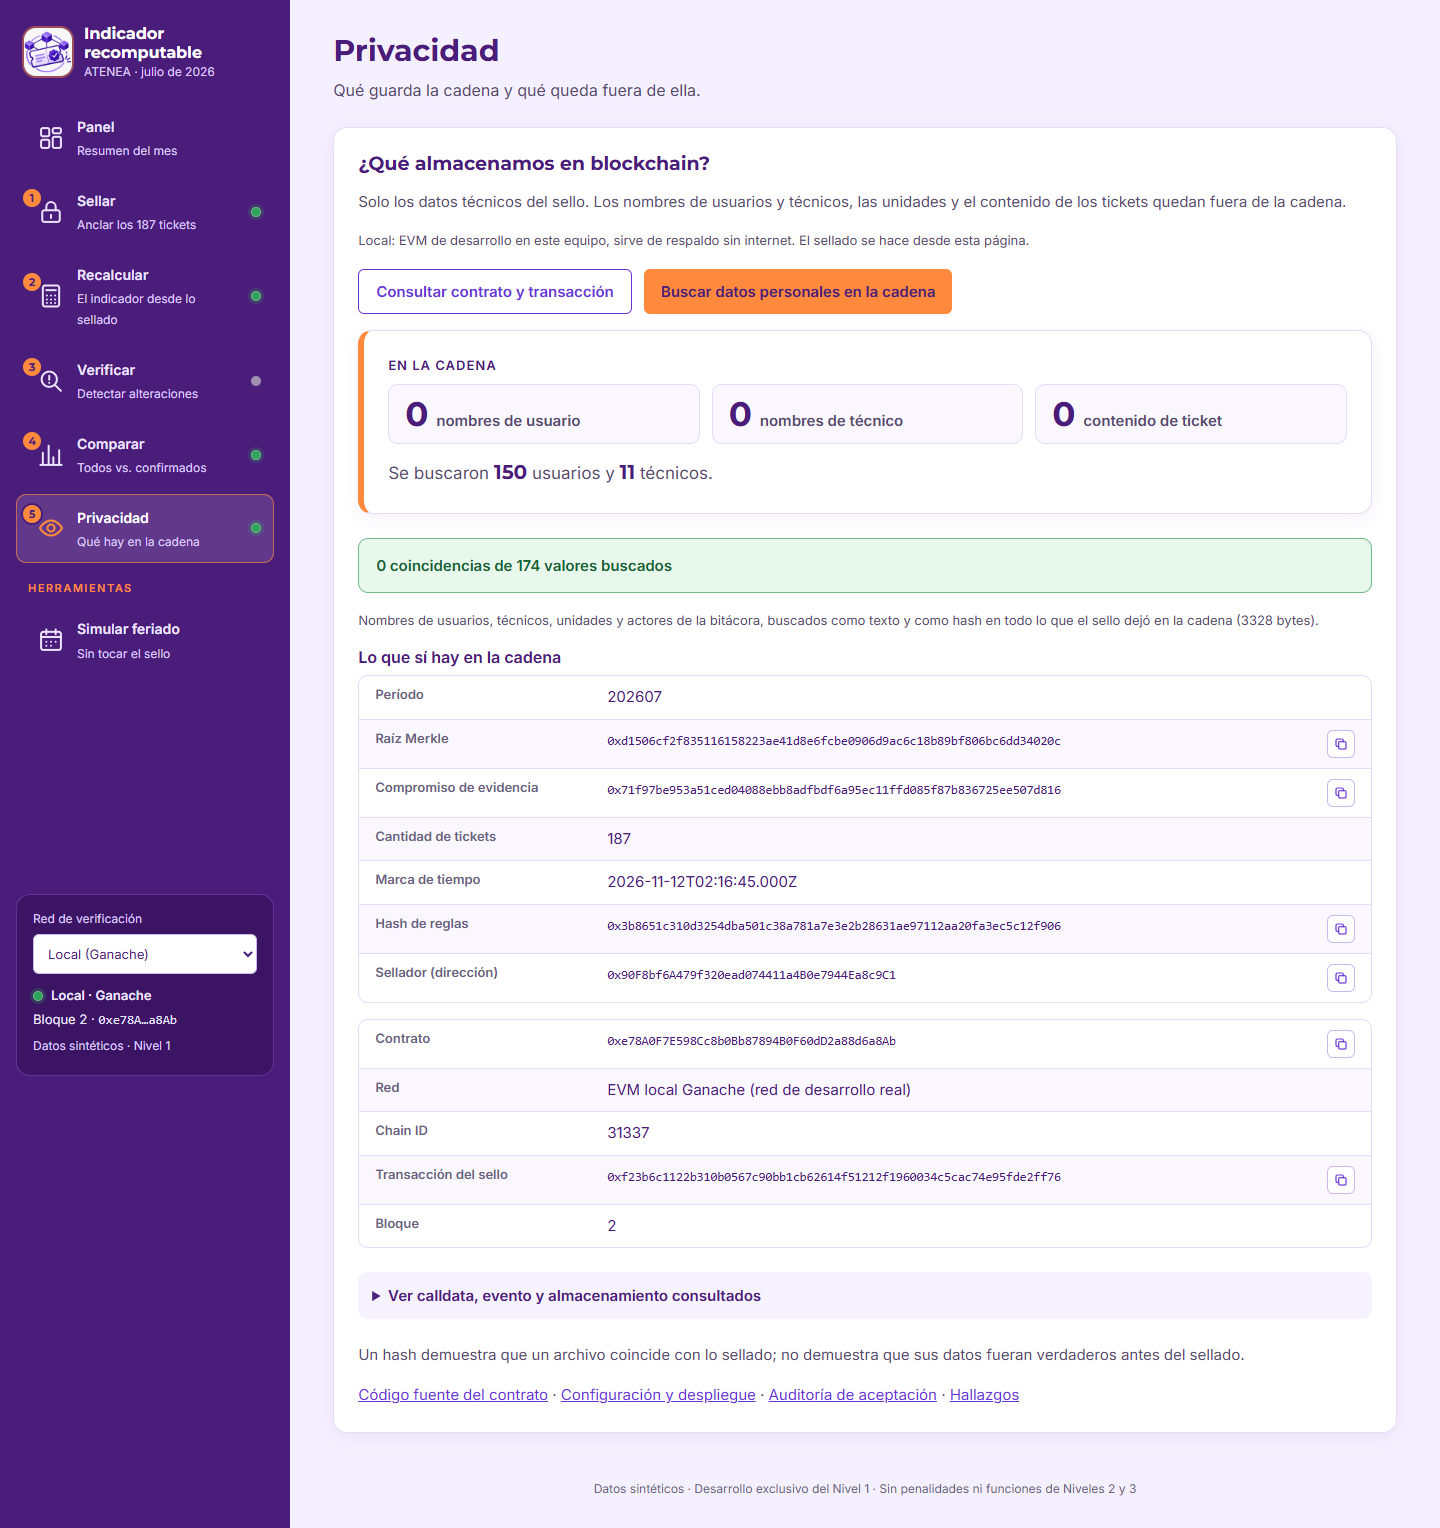 Indicador
recomputable
ATENEA · julio de 2026
Panel
Resumen del mes
1
Sellar
Anclar los 187 tickets
2
Recalcular
El indicador desde lo
sellado
3
Verificar
Detectar alteraciones
4
Comparar
Todos vs. confirmados
5
Privacidad
Qué hay en la cadena
HERRAMIENTAS
Simular feriado
Sin tocar el sello
Red de verificación
Local (Ganache)
Local · Ganache
Bloque 2 · 0xe78A…a8Ab
Datos sintéticos · Nivel 1
Privacidad
Qué guarda la cadena y qué queda fuera de ella.
¿Qué almacenamos en blockchain?
Solo los datos técnicos del sello. Los nombres de usuarios y técnicos, las unidades y el contenido de los tickets quedan fuera de la cadena.
Local: EVM de desarrollo en este equipo, sirve de respaldo sin internet. El sellado se hace desde esta página.
Consultar contrato y transacción
Buscar datos personales en la cadena
EN LA CADENA
0 nombres de usuario
0 nombres de técnico
0 contenido de ticket
Se buscaron 150 usuarios y 11 técnicos.
0 coincidencias de 174 valores buscados
Nombres de usuarios, técnicos, unidades y actores de la bitácora, buscados como texto y como hash en todo lo que el sello dejó en la cadena (3328 bytes).
Lo que sí hay en la cadena
Período 202607
Raíz Merkle 0xd1506cf2f835116158223ae41d8e6fcbe0906d9ac6c18b89bf806bc6dd34020c
Compromiso de evidencia 0x71f97be953a51ced04088ebb8adfbdf6a95ec11ffd085f87b836725ee507d816
Cantidad de tickets 187
Marca de tiempo 2026-11-12T02:16:45.000Z
Hash de reglas 0x3b8651c310d3254dba501c38a781a7e3e2b28631ae97112aa20fa3ec5c12f906
Sellador (dirección) 0x90F8bf6A479f320ead074411a4B0e7944Ea8c9C1
Contrato 0xe78A0F7E598Cc8b0Bb87894B0F60dD2a88d6a8Ab
Red EVM local Ganache (red de desarrollo real)
Chain ID 31337
Transacción del sello 0xf23b6c1122b310b0567c90bb1cb62614f51212f1960034c5cac74e95fde2ff76
Bloque 2
Ver calldata, evento y almacenamiento consultados
Un hash demuestra que un archivo coincide con lo sellado; no demuestra que sus datos fueran verdaderos antes del sellado.
Código fuente del contrato · Configuración y despliegue · Auditoría de aceptación · Hallazgos
Datos sintéticos · Desarrollo exclusivo del Nivel 1 · Sin penalidades ni funciones de Niveles 2 y 3